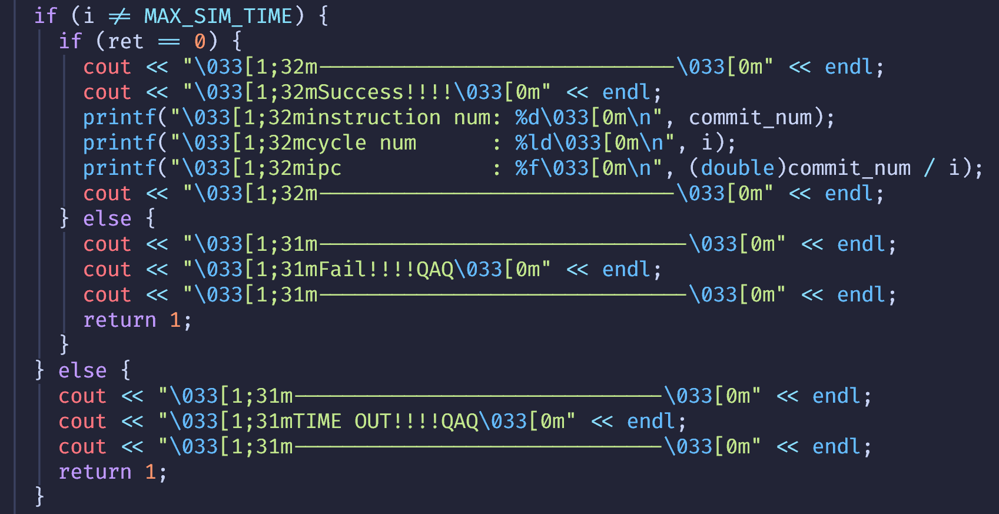 if (i != MAX_SIM_TIME) {
if (ret == 0) {
cout << "\033[1;32m-----------------------------\033[0m" << endl;
cout << "\033[1;32mSuccess!!!!\033[0m" << endl;
printf("\033[1;32minstruction num: %d\033[0m\n", commit_num);
printf("\033[1;32mcycle num      : %ld\033[0m\n", i);
printf("\033[1;32mipc            : %f\033[0m\n", (double)commit_num / i);
cout << "\033[1;32m-----------------------------\033[0m" << endl;
} else {
cout << "\033[1;31m------------------------------\033[0m" << endl;
cout << "\033[1;31mFail!!!!QAQ\033[0m" << endl;
cout << "\033[1;31m------------------------------\033[0m" << endl;
return 1;
}
} else {
cout << "\033[1;31m------------------------------\033[0m" << endl;
cout << "\033[1;31mTIME OUT!!!!QAQ\033[0m" << endl;
cout << "\033[1;31m------------------------------\033[0m" << endl;
return 1;
}